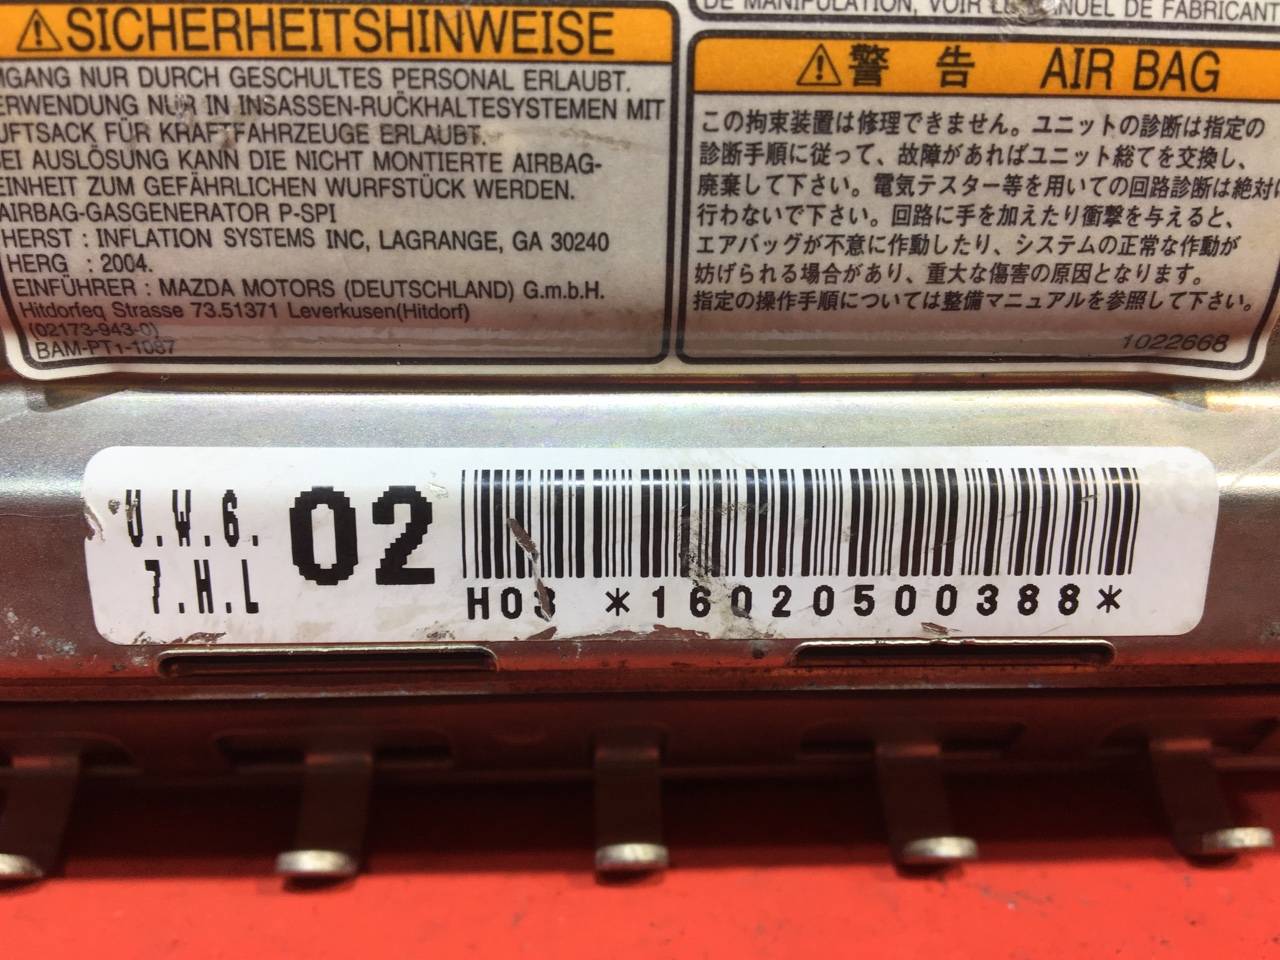 ⚠SICHERHEITSHINWEISE
MGANG NUR DURCH GESCHULTES PERSONAL ERLAUBT.
ERWENDUNG NUR IN INSASSEN-RÜCKHALTESYSTEMEN MIT
UFTSACK FÜR KRAFTFAHRZEUGE ERLAUBT.
BEI AUSLÖSUNG KANN DIE NICHT MONTIERTE AIRBAG-
EINHEIT ZUM GEFÄHRLICHEN WURFSTÜCK WERDEN.
AIRBAG-GASGENERATOR P-SPI
HERST : INFLATION SYSTEMS INC, LAGRANGE, GA 30240
HERG : 2004.
EINFÜHRER : MAZDA MOTORS (DEUTSCHLAND) G.m.b.H.
Hitdorfeq Strasse 73.51371 Leverkusen(Hitdorf)
(02173-943-0)
BAM-PT1-1087
DE MANIPULATION, VOIR DE FABRICANT
⚠警告 AIR BAG
この拘束装置は修理できません。ユニットの診断は指定の
診断手順に従って、故障があればユニット総てを交換し、
廃棄して下さい。電気テスター等を用いての回路診断は絶対
行わないで下さい。回路に手を加えたり衝撃を与えると、
エアバッグが不意に作動したり、システムの正常な作動が
妨げられる場合があり、重大な傷害の原因となります。
指定の操作手順については整備マニュアルを参照して下さい。
1022668
U.W.6.
7.H.L
02
H03 *16020500388*